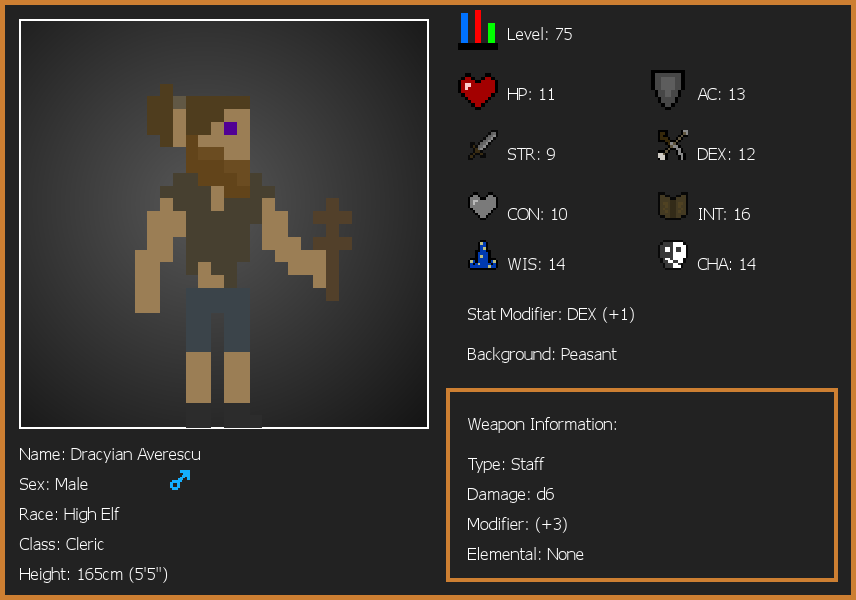 Level: 75
HP: 11
AC: 13
STR: 9
DEX: 12
CON: 10
INT: 16
WIS: 14
CHA: 14
Stat Modifier: DEX (+1)
Background: Peasant
Weapon Information:
Type: Staff
Damage: d6
Modifier: (+3)
Elemental: None
Name: Dracyian Averescu
Sex: Male
Race: High Elf
Class: Cleric
Height: 165cm (5'5")